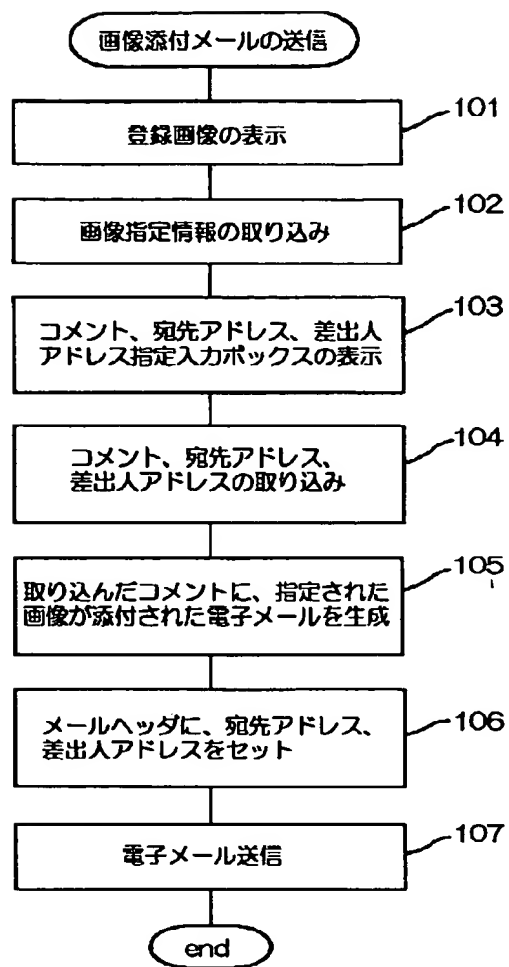 画像添付メールの送信
登録画像の表示
101
画像指定情報の取り込み
102
コメント、宛先アドレス、差出人
アドレス指定入力ボックスの表示
103
コメント、宛先アドレス、
差出人アドレスの取り込み
104
取り込んだコメントに、指定された
画像が添付された電子メールを生成
105
メールヘッダに、宛先アドレス、
差出人アドレスをセット
106
電子メール送信
107
end